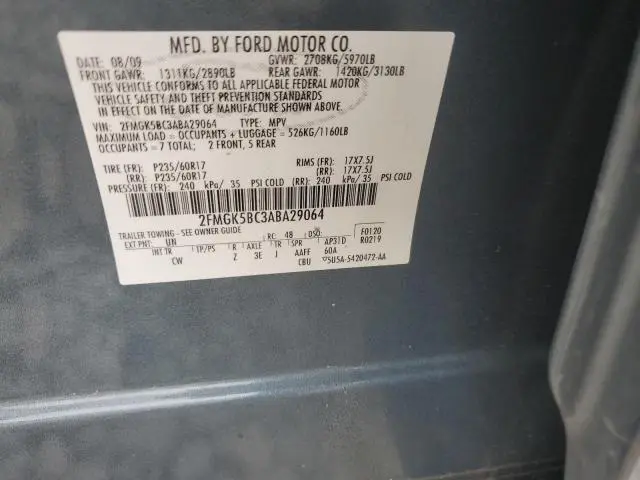 MFD. BY FORD MOTOR CO.
DATE: 08/09 GVWR: 2708KG/5970LB
FRONT GAWR: 1311KG/2890LB REAR GAWR: 1420KG/3130LB
THIS VEHICLE CONFORMS TO ALL APPLICABLE FEDERAL MOTOR
VEHICLE SAFETY AND THEFT PREVENTION STANDARDS
IN EFFECT ON THE DATE OF MANUFACTURE SHOWN ABOVE.
VIN: 2FMGK5BC3ABA29064 TYPE: MPV
MAXIMUM LOAD = OCCUPANTS + LUGGAGE = 526KG/1160LB
OCCUPANTS = 7 TOTAL; 2 FRONT, 5 REAR
TIRE (FR): P235/60R17 RIMS (FR): 17X7.5J
(RR): P235/60R17 (RR): 17X7.5J
PRESSURE (FR): 240 kPa/ 35 PSI COLD (RR): 240 kPa/ 35 PSI COLD
2FMGK5BC3ABA29064
TRAILER TOWING - SEE OWNER GUIDE
EXT PNT: UN RC: 48 DSO: F0120
INT TR TP/PS R AXLE TR SPR AP31D R0219
CW Z 3E J AAFF 60A
CBU 5U5A-5420472-AA